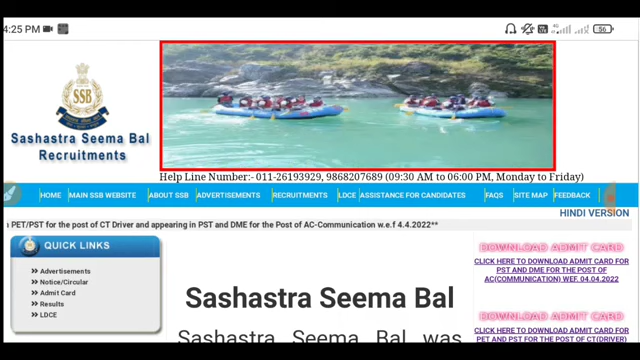 4:25 PM
4G
56
SSB
Sashastra Seema Bal
Recruitments
Help Line Number:- 011-26193929, 9868207689 (09:30 AM to 06:00 PM, Monday to Friday)
HOME MAIN SSB WEBSITE ABOUT SSB ADVERTISEMENTS RECRUITMENTS LDCE ASSISTANCE FOR CANDIDATES FAQS SITE MAP FEEDBACK
HINDI VERSION
PET/PST for the post of CT Driver and appearing in PST and DME for the Post of AC-Communication w.e.f 4.4.2022**
QUICK LINKS
Advertisements
Notice/Circular
Admit Card
Results
LDCE
Sashastra Seema Bal
Sashastra Seema Bal was
DOWNLOAD ADMIT CARD
CLICK HERE TO DOWNLOAD ADMIT CARD FOR
PST AND DME FOR THE POST OF
AC(COMMUNICATION) WEF. 04.04.2022
DOWNLOAD ADMIT CARD
CLICK HERE TO DOWNLOAD ADMIT CARD FOR
PET AND PST FOR THE POST OF CT(DRIVER)